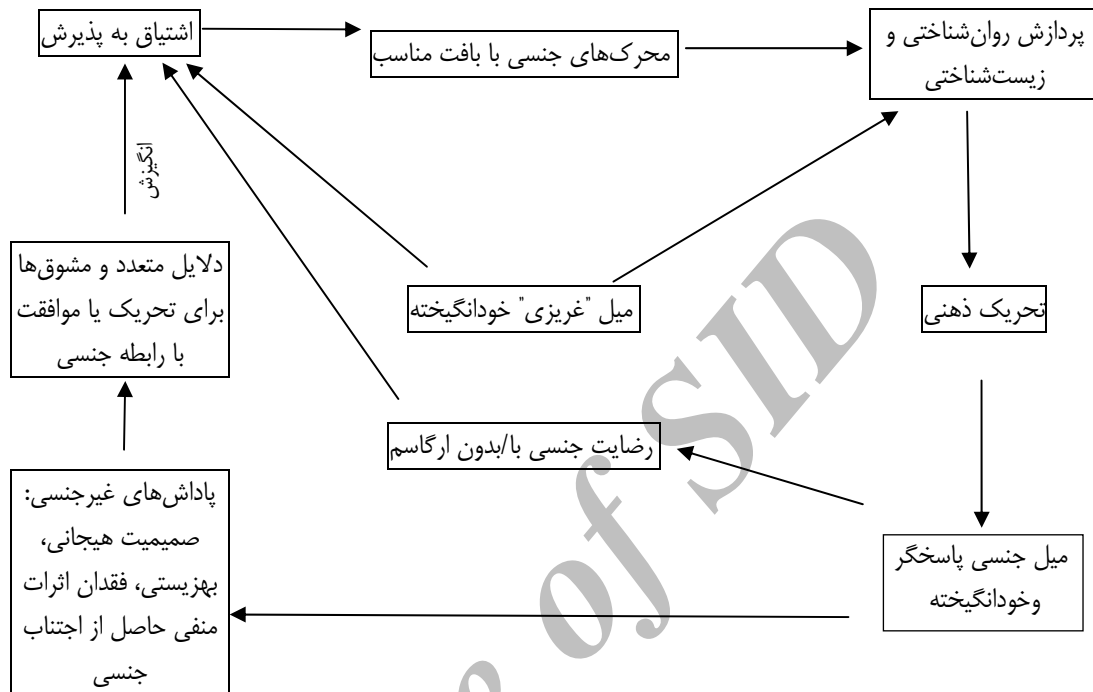 اشتیاق به پذیرش
محرک‌های جنسی با بافت مناسب
پردازش روان‌شناختی و
زیست‌شناختی
انگیزش
دلایل متعدد و مشوق‌ها
برای تحریک یا موافقت
با رابطه جنسی
میل "غریزی" خودانگیخته
تحریک ذهنی
رضایت جنسی با/بدون ارگاسم
پاداش‌های غیرجنسی:
صمیمیت هیجانی،
بهزیستی، فقدان اثرات
منفی حاصل از اجتناب
جنسی
میل جنسی پاسخگر
وخودانگیخته
of SID